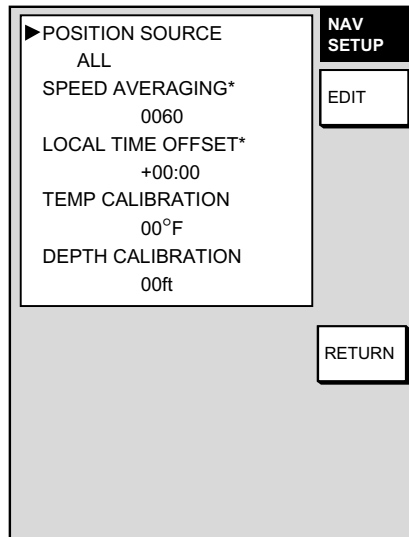 ▶POSITION SOURCE
ALL
SPEED AVERAGING*
0060
LOCAL TIME OFFSET*
+00:00
TEMP CALIBRATION
00°F
DEPTH CALIBRATION
00ft
NAV
SETUP
EDIT
RETURN